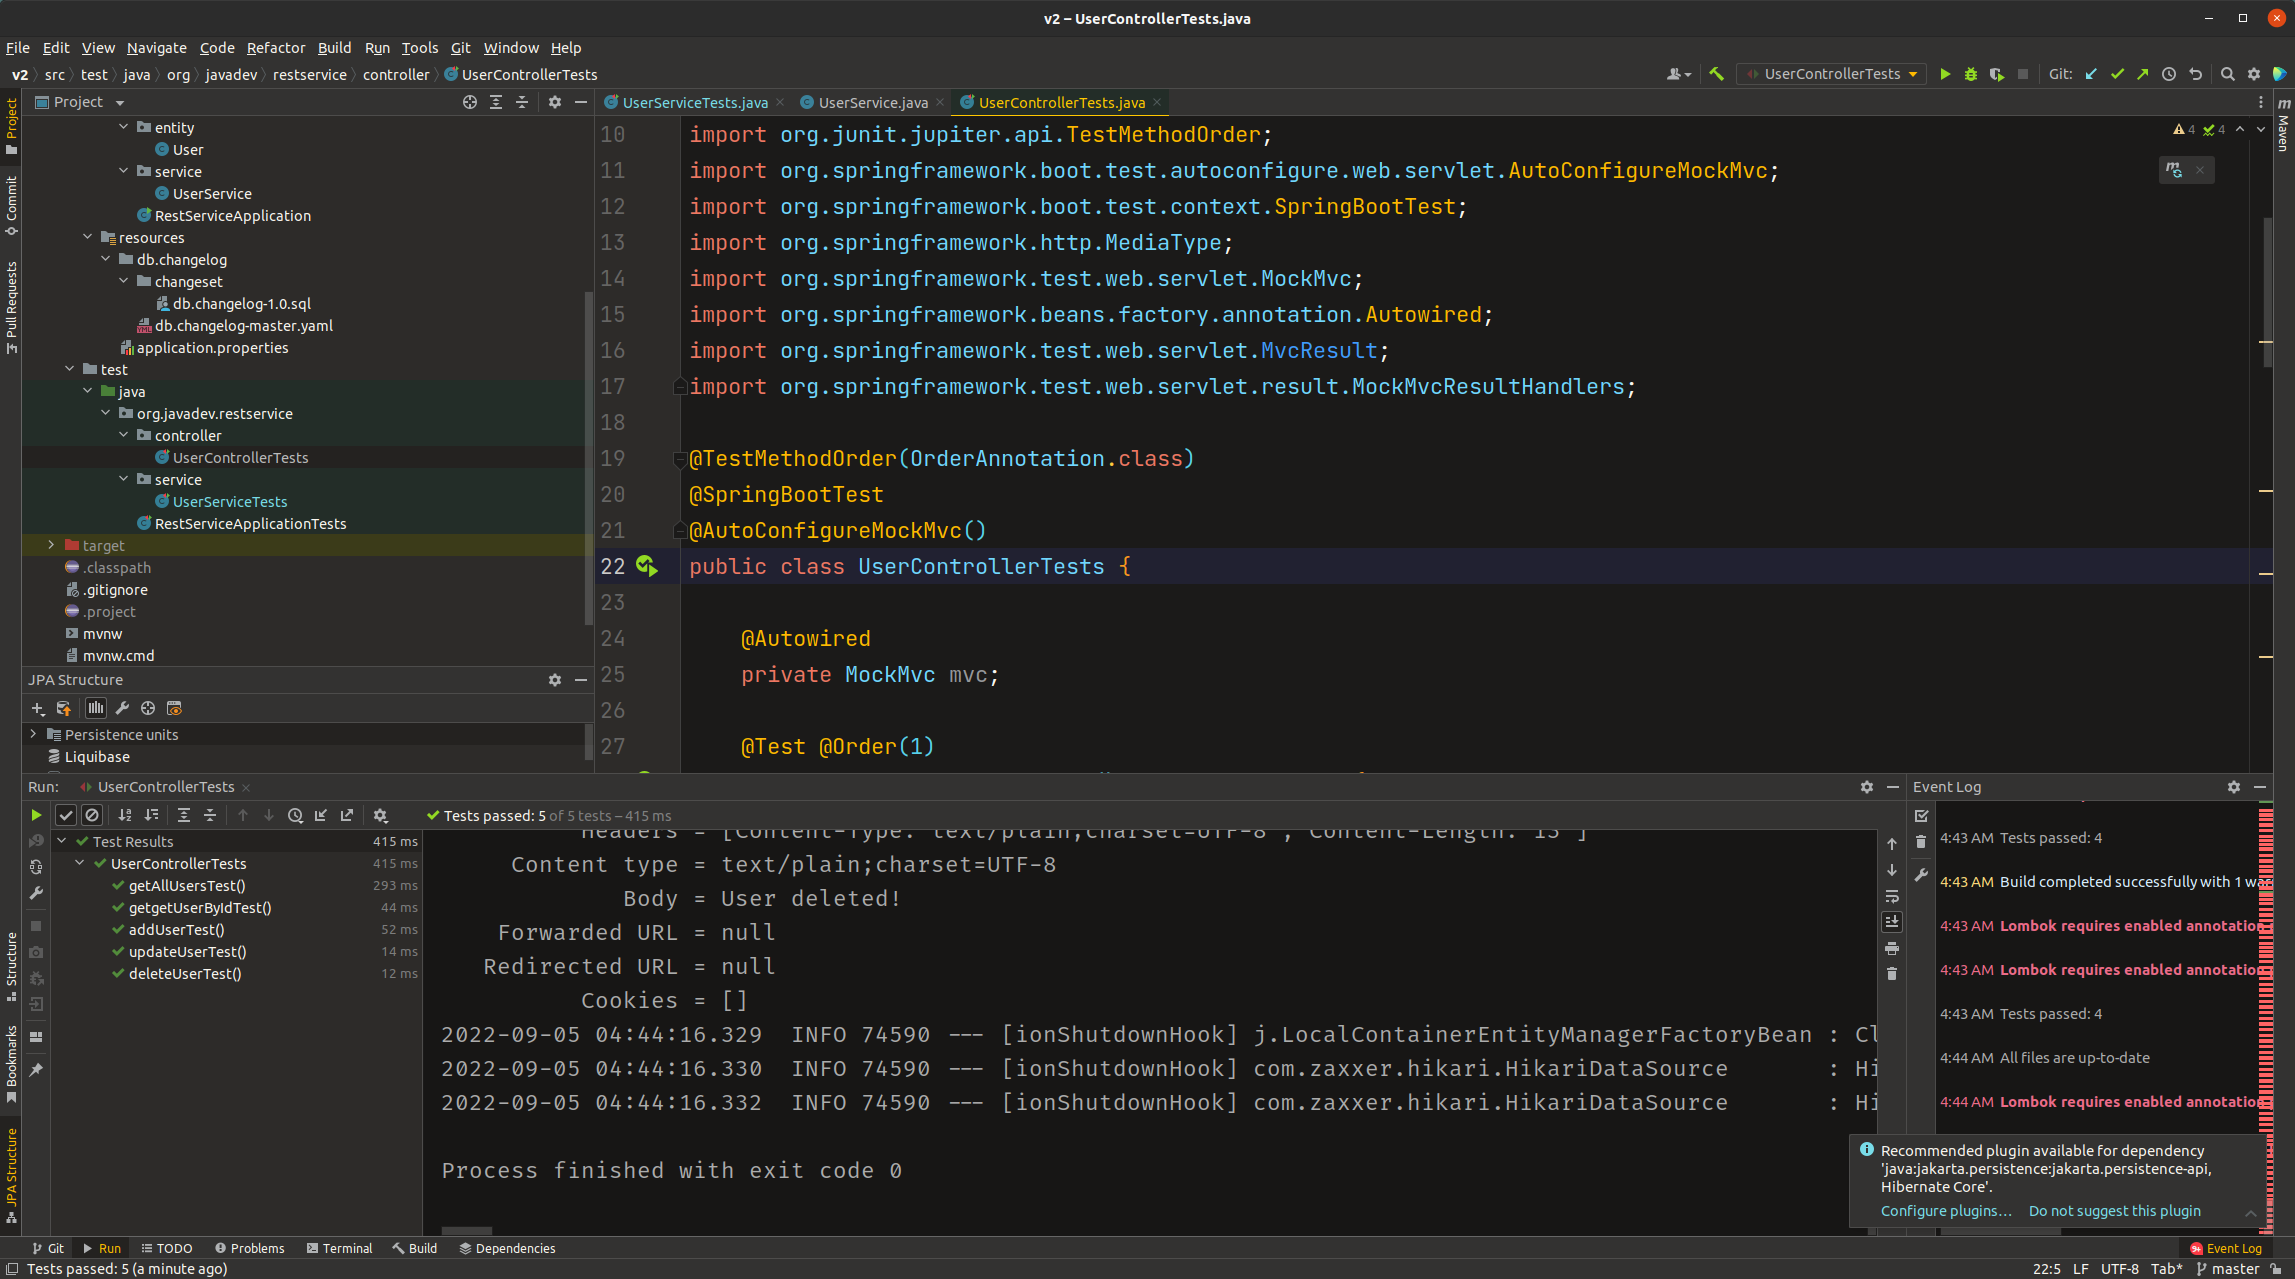 v2 – UserControllerTests.java
File Edit View Navigate Code Refactor Build Run Tools Git Window Help
v2 src test java org javadev restservice controller UserControllerTests
UserControllerTests Git:
Project
UserServiceTests.java UserService.java UserControllerTests.java
Project
Commit
Pull Requests
Structure
Bookmarks
JPA Structure
Maven
entity
User
service
UserService
RestServiceApplication
resources
db.changelog
changeset
db.changelog-1.0.sql
db.changelog-master.yaml
application.properties
test
java
org.javadev.restservice
controller
UserControllerTests
service
UserServiceTests
RestServiceApplicationTests
target
.classpath
.gitignore
.project
mvnw
mvnw.cmd
JPA Structure
Persistence units
Liquibase
4 4
10 import org.junit.jupiter.api.TestMethodOrder;
11 import org.springframework.boot.test.autoconfigure.web.servlet.AutoConfigureMockMvc;
12 import org.springframework.boot.test.context.SpringBootTest;
13 import org.springframework.http.MediaType;
14 import org.springframework.test.web.servlet.MockMvc;
15 import org.springframework.beans.factory.annotation.Autowired;
16 import org.springframework.test.web.servlet.MvcResult;
17 import org.springframework.test.web.servlet.result.MockMvcResultHandlers;
18
19 @TestMethodOrder(OrderAnnotation.class)
20 @SpringBootTest
21 @AutoConfigureMockMvc()
22 public class UserControllerTests {
23
24 @Autowired
25 private MockMvc mvc;
26
27 @Test @Order(1)
Run: UserControllerTests
Tests passed: 5 of 5 tests – 415 ms
Test Results 415 ms
UserControllerTests 415 ms
getAllUsersTest() 293 ms
getgetUserByIdTest() 44 ms
addUserTest() 52 ms
updateUserTest() 14 ms
deleteUserTest() 12 ms
Headers = [Content-Type:"text/plain;charset=UTF-8", Content-Length:"13"]
Content type = text/plain;charset=UTF-8
Body = User deleted!
Forwarded URL = null
Redirected URL = null
Cookies = []
2022-09-05 04:44:16.329 INFO 74590 --- [ionShutdownHook] j.LocalContainerEntityManagerFactoryBean : Cl
2022-09-05 04:44:16.330 INFO 74590 --- [ionShutdownHook] com.zaxxer.hikari.HikariDataSource : Hi
2022-09-05 04:44:16.332 INFO 74590 --- [ionShutdownHook] com.zaxxer.hikari.HikariDataSource : Hi
Process finished with exit code 0
Event Log
4:43 AM Tests passed: 4
4:43 AM Build completed successfully with 1 war
4:43 AM Lombok requires enabled annotation
4:43 AM Lombok requires enabled annotation
4:43 AM Tests passed: 4
4:44 AM All files are up-to-date
4:44 AM Lombok requires enabled annotation
Recommended plugin available for dependency
'java:jakarta.persistence:jakarta.persistence-api,
Hibernate Core'.
Configure plugins... Do not suggest this plugin
Git Run TODO Problems Terminal Build Dependencies
9+ Event Log
Tests passed: 5 (a minute ago)
22:5 LF UTF-8 Tab* master